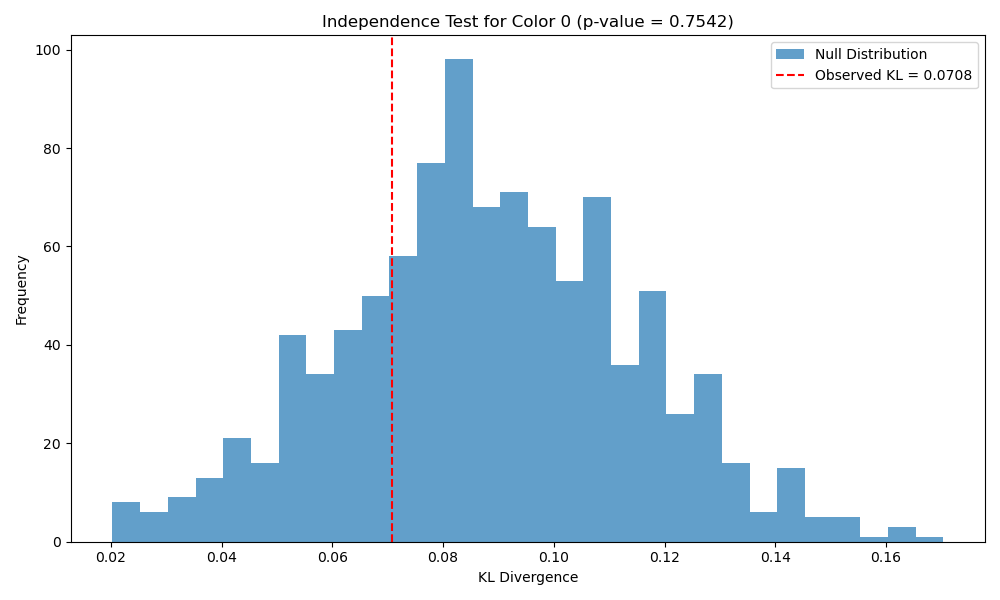 Independence Test for Color 0 (p-value = 0.7542)
Null Distribution
Observed KL = 0.0708
Frequency
100
80
60
40
20
0
0.02 0.04 0.06 0.08 0.10 0.12 0.14 0.16
KL Divergence